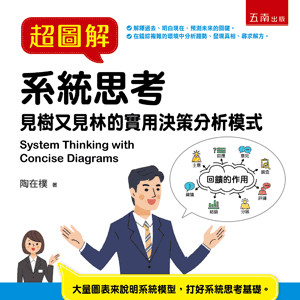 五南出版
超圖解
解釋過去、明白現在、預測未來的關鍵。
在錯綜複雜的環境中分析趨勢、發現真相、尋求解方。
系統思考
見樹又見林的實用決策分析模式
System Thinking with
Concise Diagrams
陶在樸 著
回饋的作用
大量圖表來說明系統模型,打好系統思考基礎。